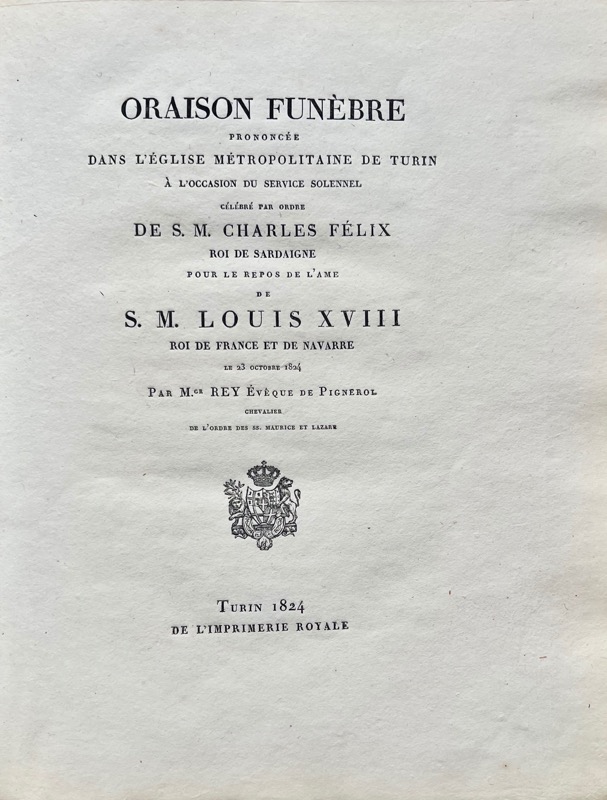 ORAISON FUNÈBRE
PRONONCÉE
DANS L'ÉGLISE MÉTROPOLITAINE DE TURIN
À L'OCCASION DU SERVICE SOLENNEL
CÉLÉBRÉ PAR ORDRE
DE S. M. CHARLES FÉLIX
ROI DE SARDAIGNE
POUR LE REPOS DE L'AME
DE
S. M. LOUIS XVIII
ROI DE FRANCE ET DE NAVARRE
LE 23 OCTOBRE 1824
PAR M.GR REY ÉVÊQUE DE PIGNEROL
CHEVALIER
DE L'ORDRE DES SS. MAURICE ET LAZARE
TURIN 1824
DE L'IMPRIMERIE ROYALE